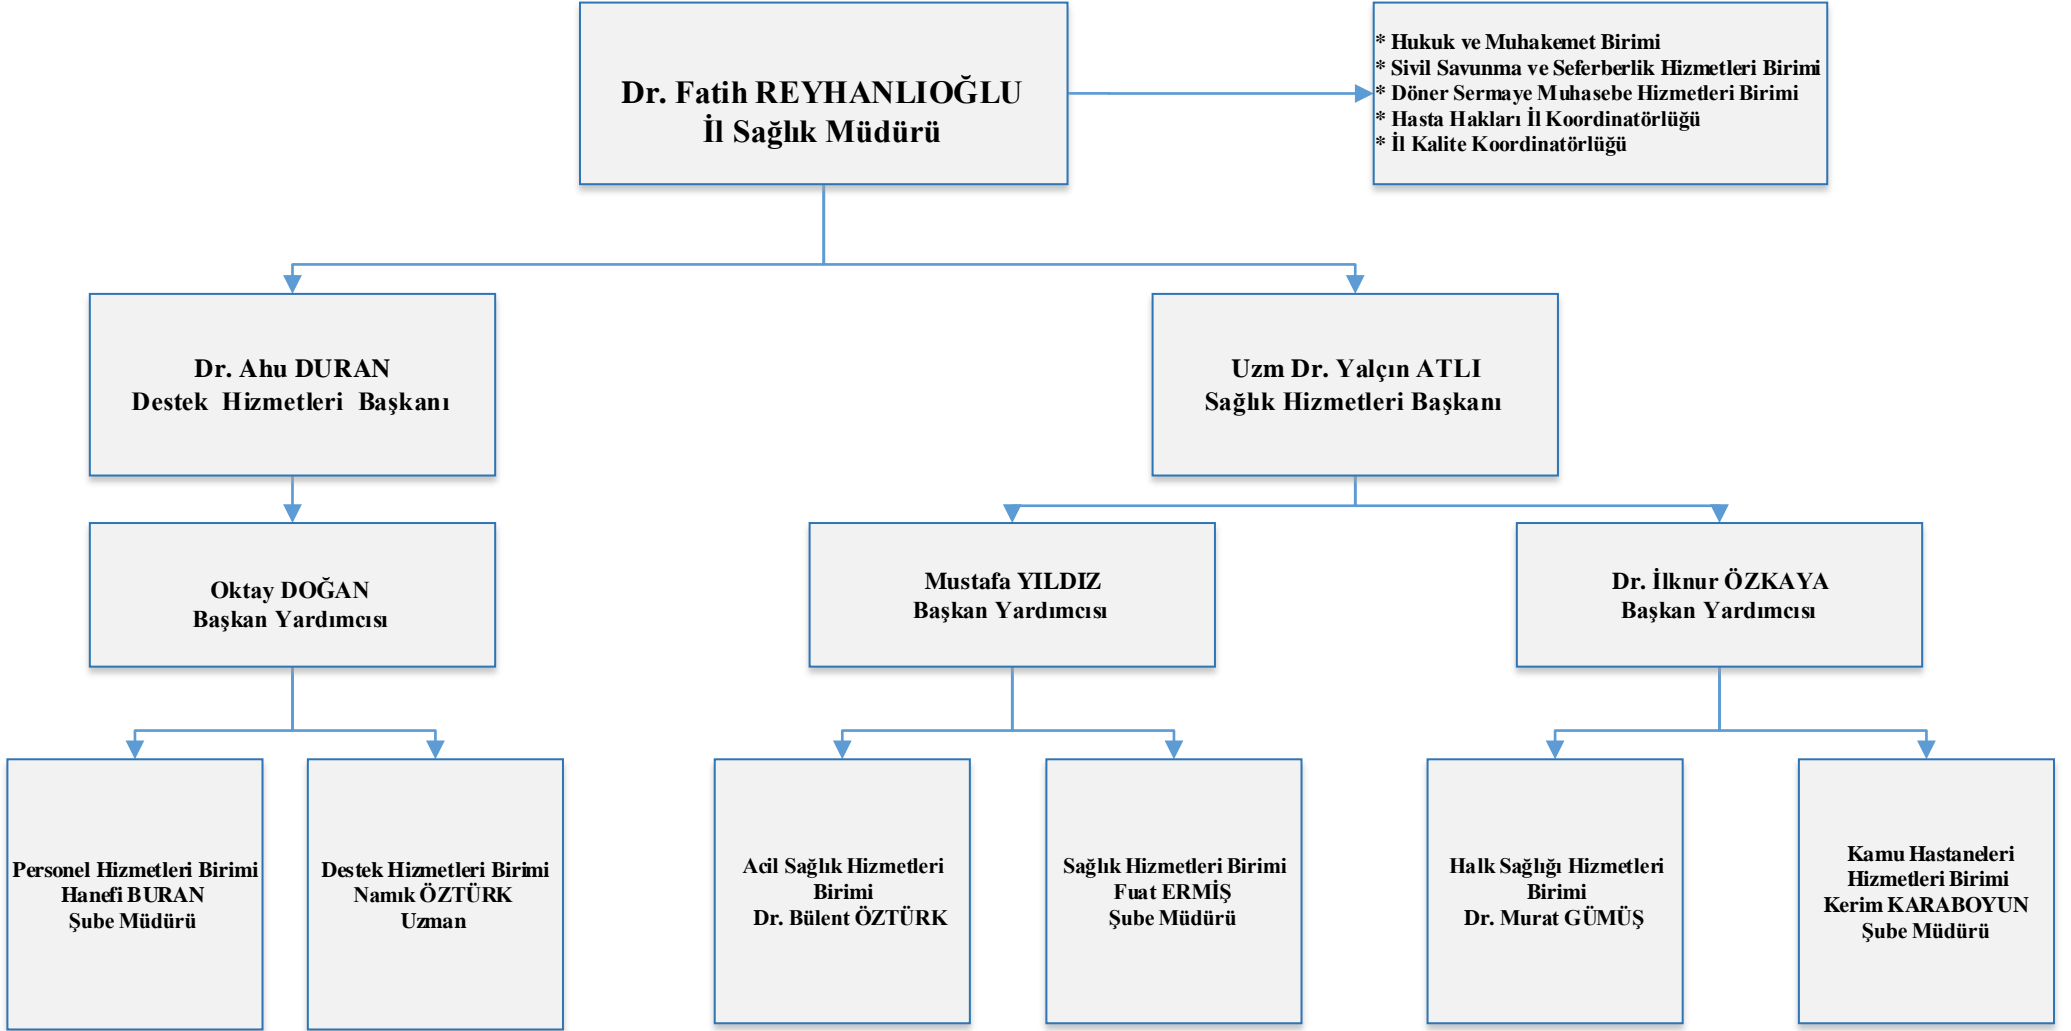 Dr. Fatih REYHANLIOĞLU
İl Sağlık Müdürü
* Hukuk ve Muhakemet Birimi
* Sivil Savunma ve Seferberlik Hizmetleri Birimi
* Döner Sermaye Muhasebe Hizmetleri Birimi
* Hasta Hakları İl Koordinatörlüğü
* İl Kalite Koordinatörlüğü
Dr. Ahu DURAN
Destek Hizmetleri Başkanı
Uzm Dr. Yalçın ATLI
Sağlık Hizmetleri Başkanı
Oktay DOĞAN
Başkan Yardımcısı
Mustafa YILDIZ
Başkan Yardımcısı
Dr. İlknur ÖZKAYA
Başkan Yardımcısı
Personel Hizmetleri Birimi
Hanefi BURAN
Şube Müdürü
Destek Hizmetleri Birimi
Namık ÖZTÜRK
Uzman
Acil Sağlık Hizmetleri
Birimi
Dr. Bülent ÖZTÜRK
Sağlık Hizmetleri Birimi
Fuat ERMİŞ
Şube Müdürü
Halk Sağlığı Hizmetleri
Birimi
Dr. Murat GÜMÜŞ
Kamu Hastaneleri
Hizmetleri Birimi
Kerim KARABOYUN
Şube Müdürü